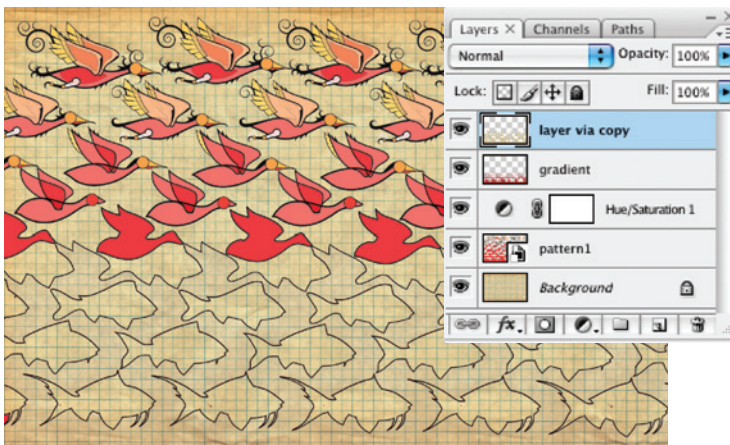 Layers × Channels Paths
Normal Opacity: 100%
Lock: Fill: 100%
layer via copy
gradient
Hue/Saturation 1
pattern1
Background
fx.